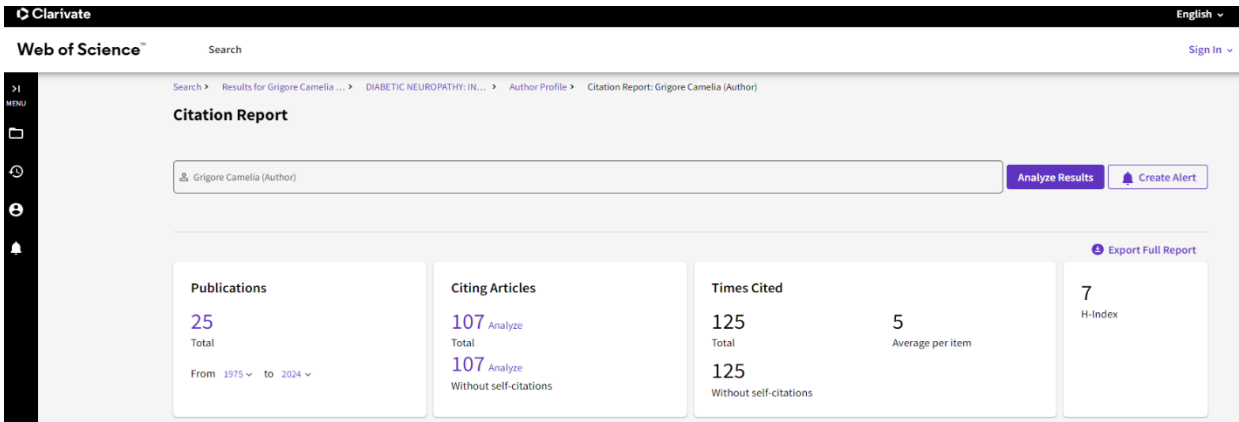 Clarivate
English
Web of Science™
Search
Sign In
MENU
Search > Results for Grigore Camelia ... > DIABETIC NEUROPATHY: IN... > Author Profile > Citation Report: Grigore Camelia (Author)
Citation Report
Grigore Camelia (Author)
Analyze Results
Create Alert
Export Full Report
Publications
25
Total
From 1975 to 2024
Citing Articles
107 Analyze
Total
107 Analyze
Without self-citations
Times Cited
125
Total
5
Average per item
125
Without self-citations
7
H-Index